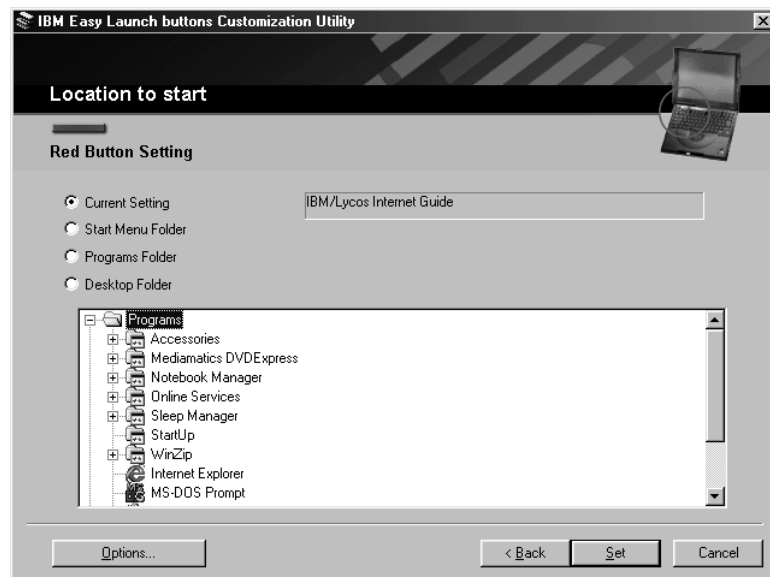 IBM Easy Launch buttons Customization Utility
Location to start
Red Button Setting
Current Setting
IBM/Lycos Internet Guide
Start Menu Folder
Programs Folder
Desktop Folder
Programs
Accessories
Mediamatics DVDExpress
Notebook Manager
Online Services
Sleep Manager
StartUp
WinZip
Internet Explorer
MS-DOS Prompt
Options... < Back Set Cancel